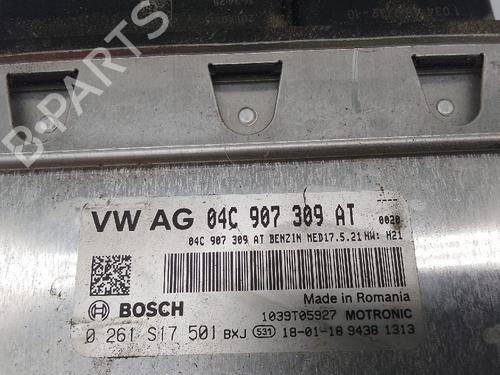 B-PARTS
VW AG 04C 907 309 AT 0020
04C 907 309 AT BENZIN MED17.5.21 HW: H21
BOSCH
Made in Romania
1039T05927 MOTRONIC
0 261 S17 501 BXJ 531 18-01-18 9438 1313